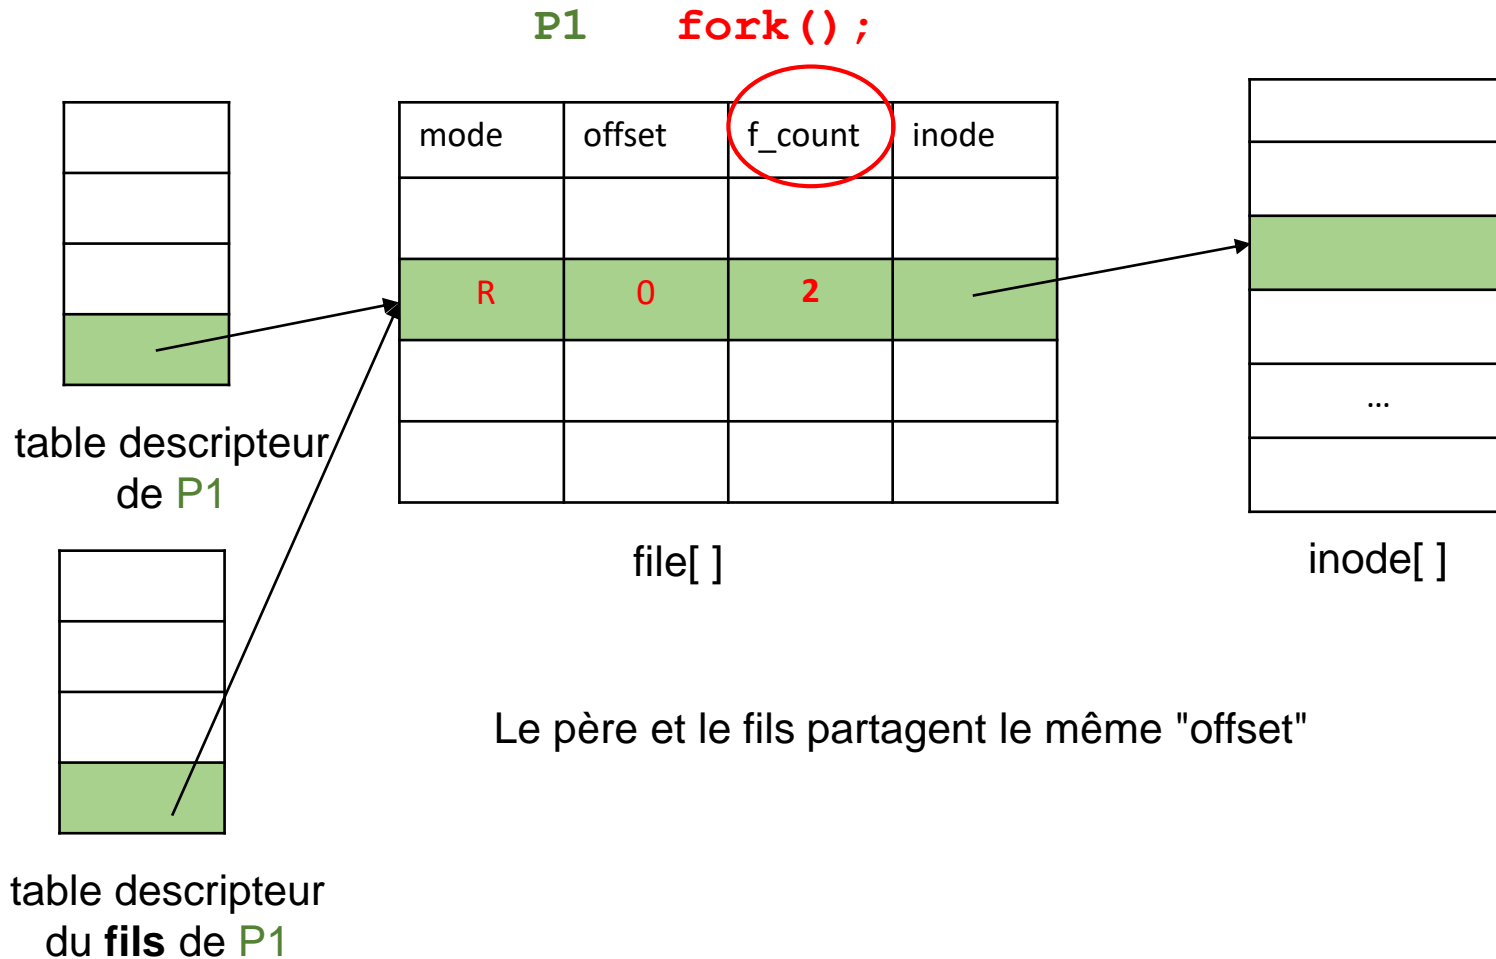 P1 fork();
mode offset f_count inode
R 0 2
...
table descripteur
de P1
file[ ]
inode[ ]
Le père et le fils partagent le même "offset"
table descripteur
du fils de P1